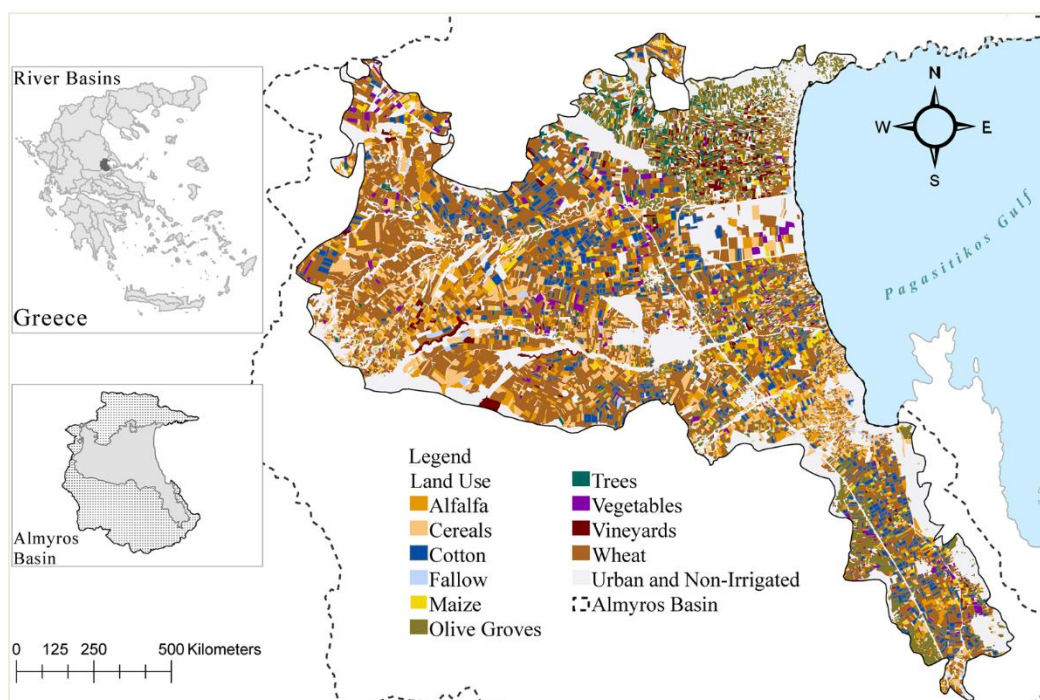 River Basins
Greece
Almyros
Basin
0 125 250 500 Kilometers
N
W E
S
Pagasitikos Gulf
Legend
Land Use
Alfalfa
Cereals
Cotton
Fallow
Maize
Olive Groves
Trees
Vegetables
Vineyards
Wheat
Urban and Non-Irrigated
Almyros Basin